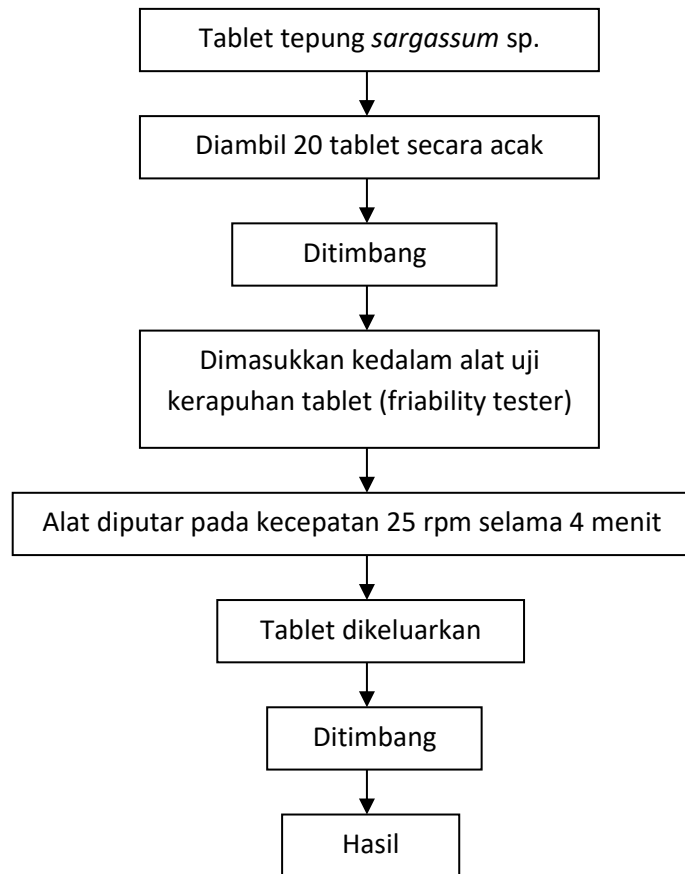 Tablet tepung sargassum sp.
Diambil 20 tablet secara acak
Ditimbang
Dimasukkan kedalam alat uji
kerapuhan tablet (friability tester)
Alat diputar pada kecepatan 25 rpm selama 4 menit
Tablet dikeluarkan
Ditimbang
Hasil